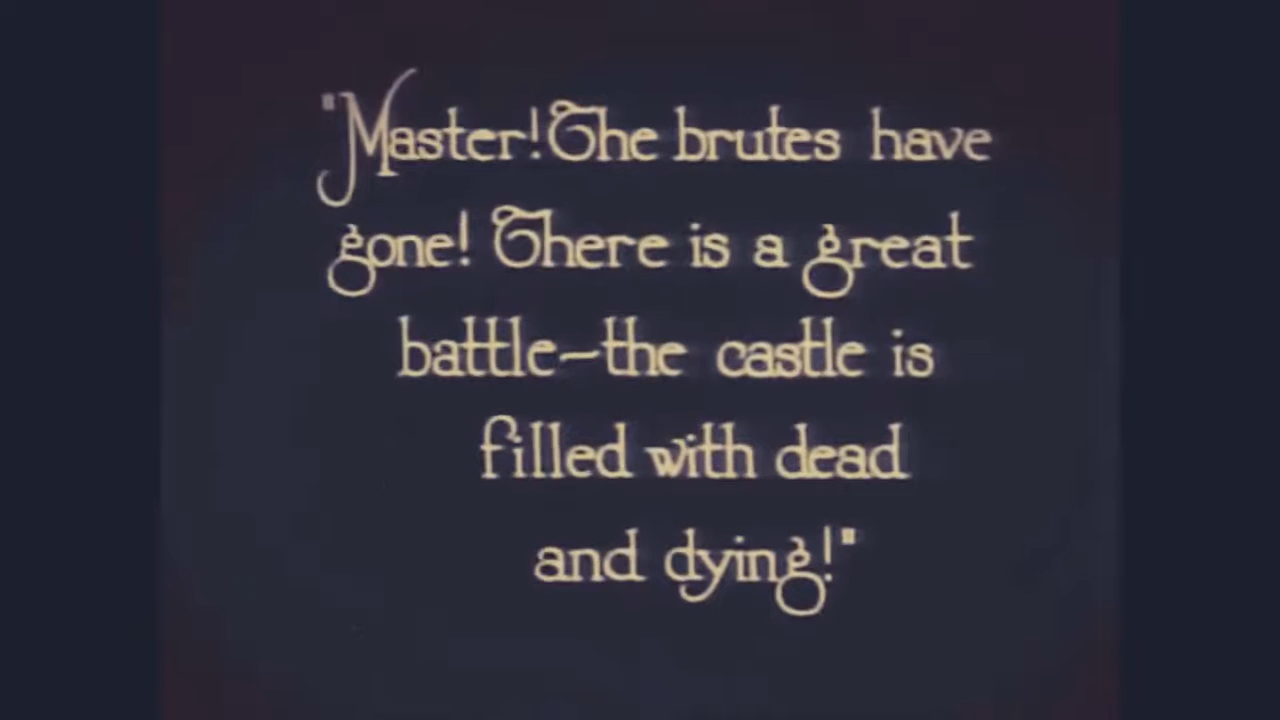 "Master! The brutes have
gone! There is a great
battle—the castle is
filled with dead
and dying!"